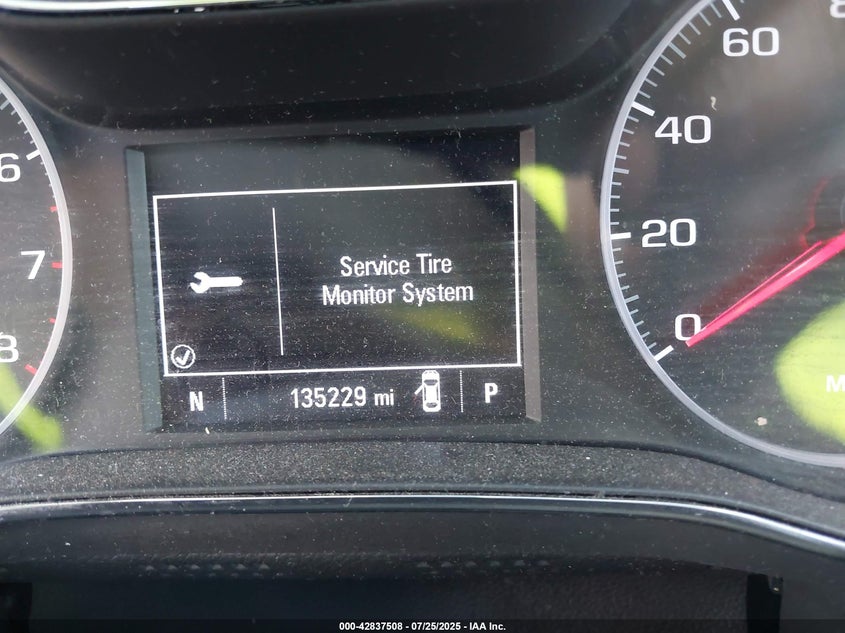 60
40
20
0
6
7
8
Service Tire
Monitor System
N 135229 mi P
000-42837508 - 07/25/2025 - IAA Inc.